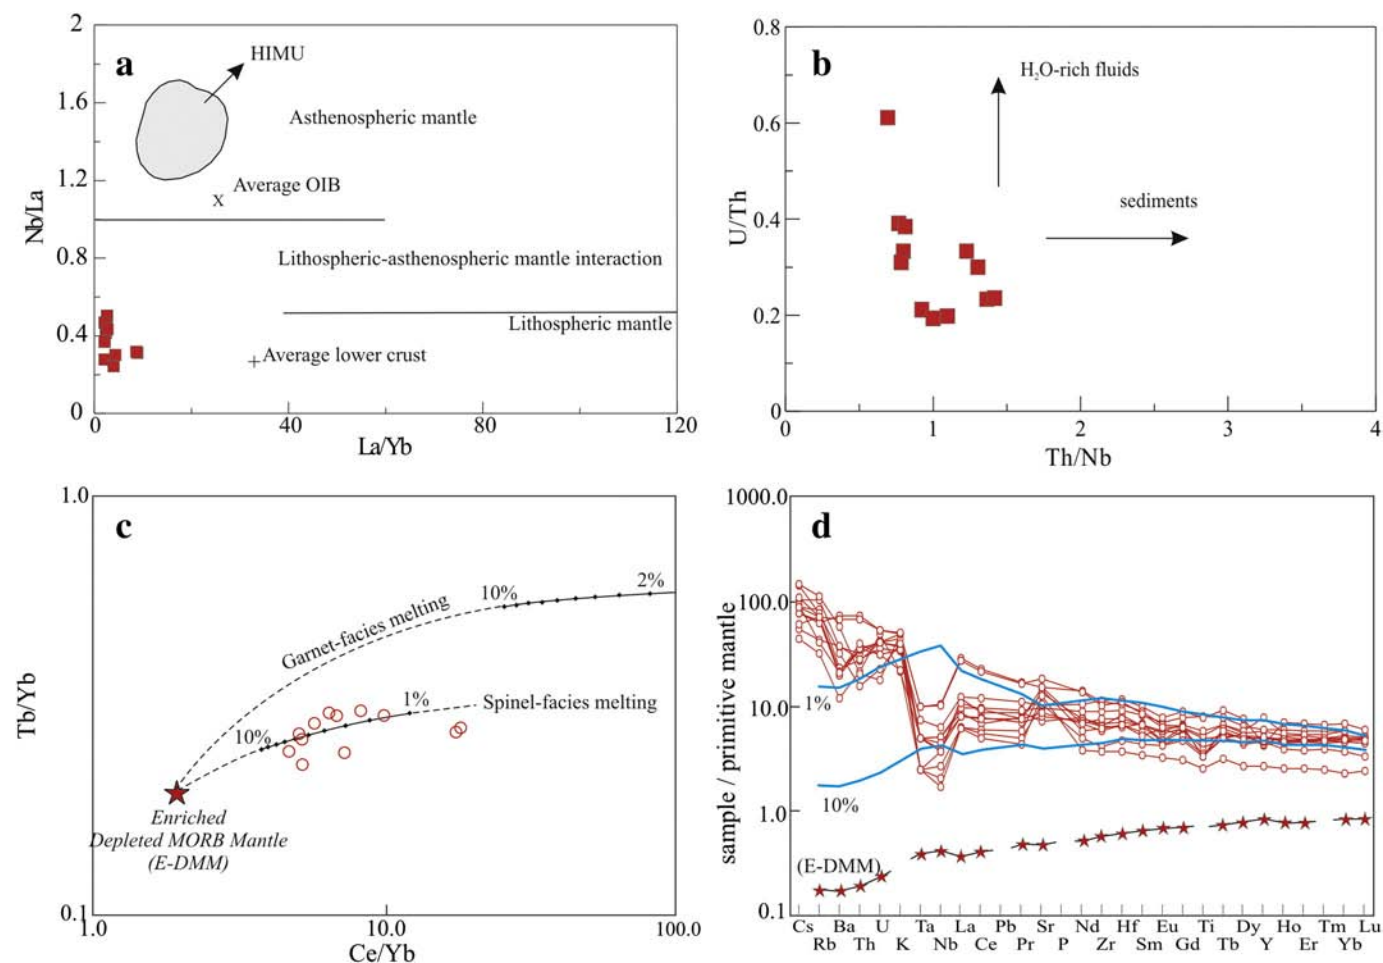 a
2
1.6
1.2
0.8
0.4
0
Nb/La
HIMU
Asthenospheric mantle
x
Average OIB
Lithospheric-asthenospheric mantle interaction
Lithospheric mantle
+ Average lower crust
0
40
80
120
La/Yb
b
0.8
0.6
0.4
0.2
0
U/Th
H2O-rich fluids
sediments
0
1
2
3
4
Th/Nb
c
1.0
0.1
Tb/Yb
Garnet-facies melting
10%
2%
10%
1%
Spinel-facies melting
Enriched
Depleted MORB Mantle
(E-DMM)
1.0
10.0
100.0
Ce/Yb
d
1000.0
100.0
10.0
1.0
0.1
sample / primitive mantle
1%
10%
(E-DMM)
Cs Ba U Ta La Pb Sr Nd Hf Eu Ti Dy Ho Tm Lu
Rb Th K Nb Ce Pr P Zr Sm Gd Tb Y Er Yb